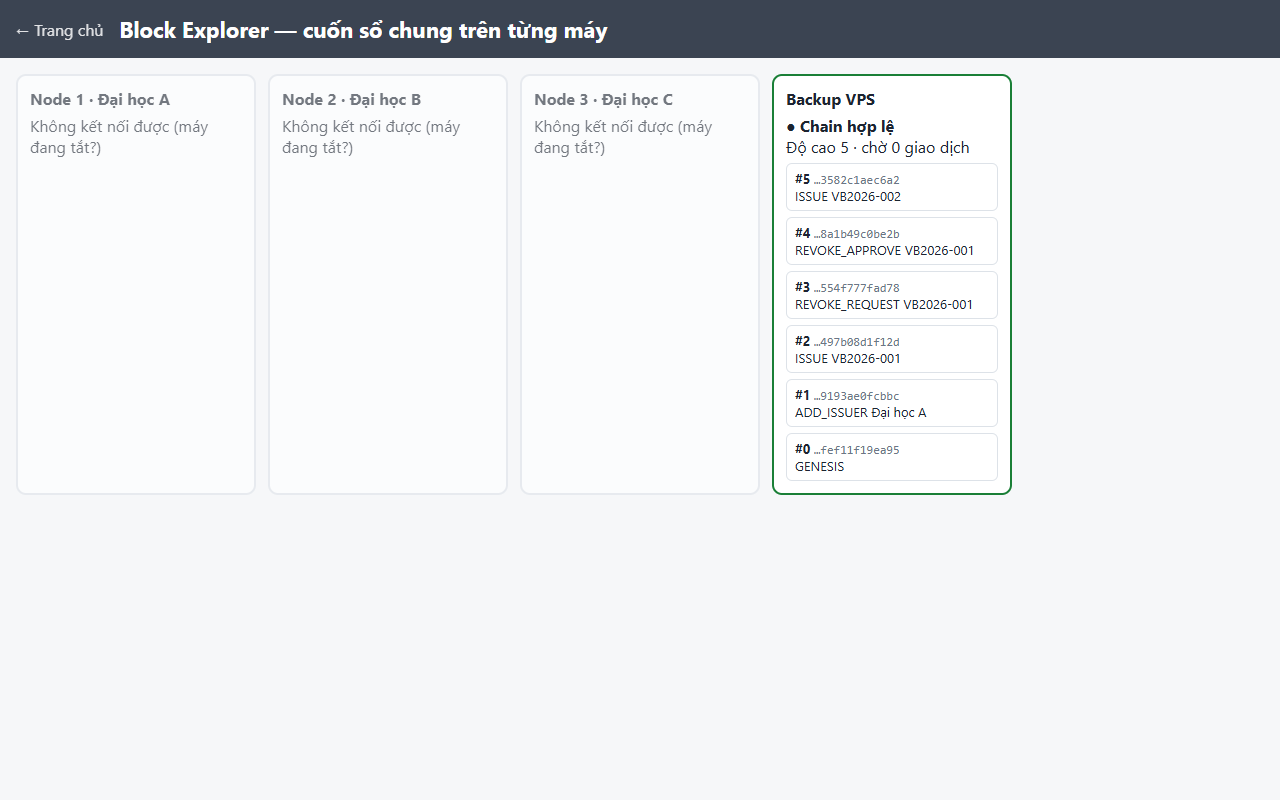 ← Trang chủ Block Explorer — cuốn sổ chung trên từng máy
Node 1 · Đại học A
Không kết nối được (máy
đang tắt?)
Node 2 · Đại học B
Không kết nối được (máy
đang tắt?)
Node 3 · Đại học C
Không kết nối được (máy
đang tắt?)
Backup VPS
● Chain hợp lệ
Độ cao 5 · chờ 0 giao dịch
#5 …3582c1aec6a2
ISSUE VB2026-002
#4 …8a1b49c0be2b
REVOKE_APPROVE VB2026-001
#3 …554f777fad78
REVOKE_REQUEST VB2026-001
#2 …497b08d1f12d
ISSUE VB2026-001
#1 …9193ae0fcbbc
ADD_ISSUER Đại học A
#0 …fef11f19ea95
GENESIS